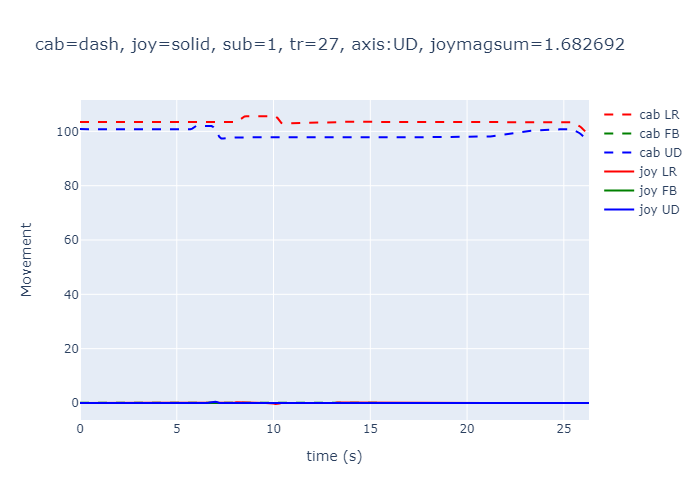 cab=dash, joy=solid, sub=1, tr=27, axis:UD, joymagsum=1.682692
cab LR
cab FB
cab UD
joy LR
joy FB
joy UD
Movement
100
80
60
40
20
0
0 5 10 15 20 25
time (s)